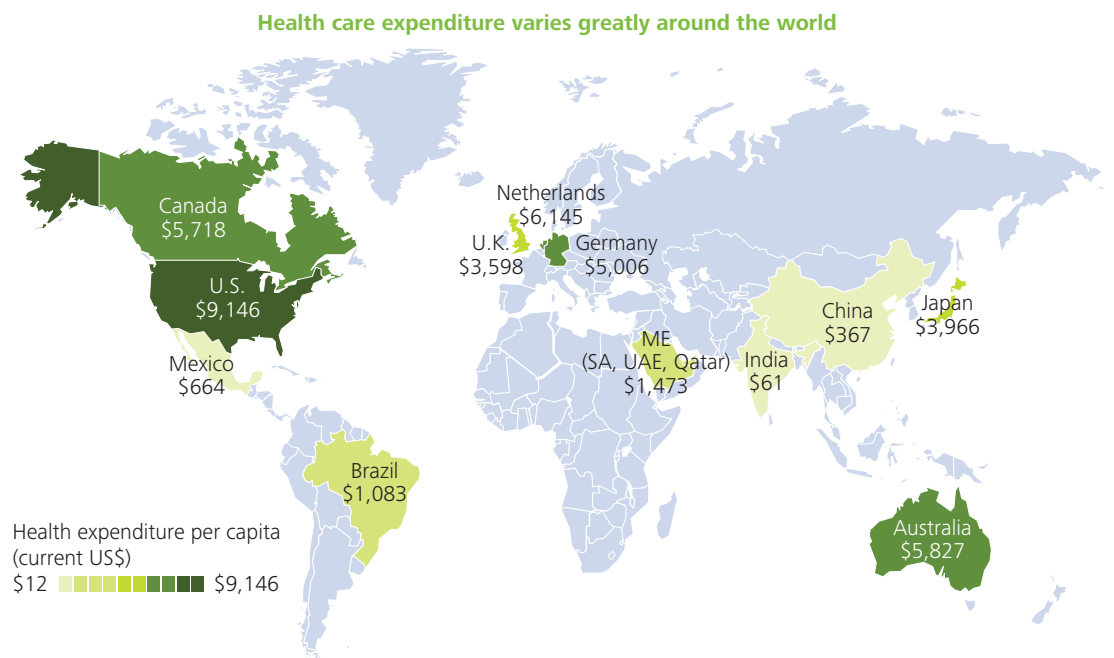 Health care expenditure varies greatly around the world
Netherlands
$6,145
Canada
$5,718
U.K.
$3,598
Germany
$5,006
U.S.
$9,146
China
$367
Japan
$3,966
ME
(SA, UAE, Qatar)
$1,473
India
$61
Mexico
$664
Brazil
$1,083
Australia
$5,827
Health expenditure per capita
(current US$)
$12 $9,146